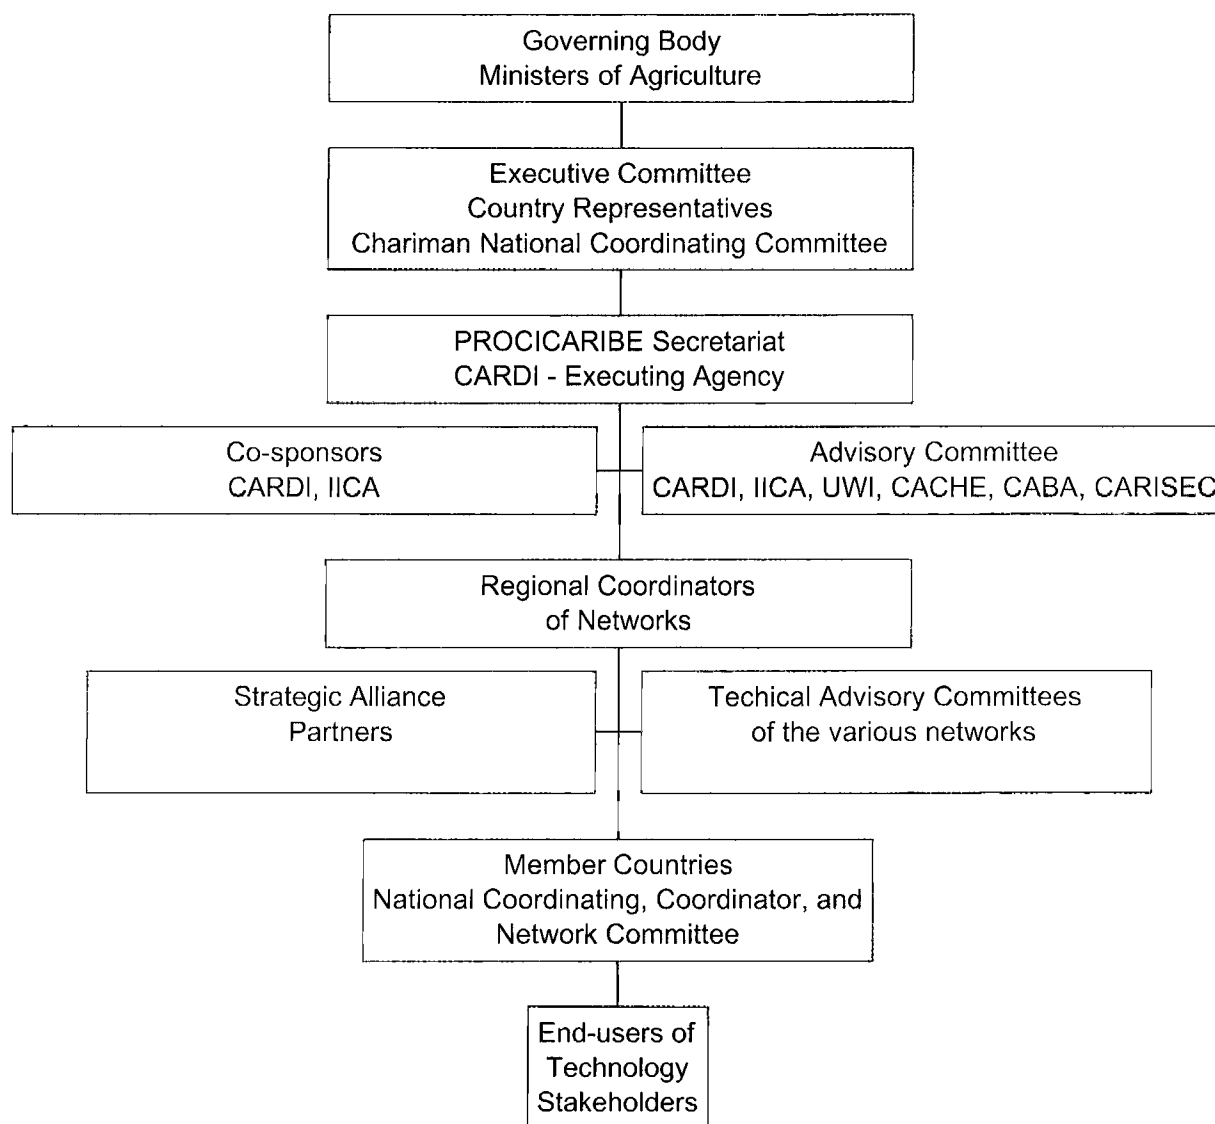 Governing Body
Ministers of Agriculture
Executive Committee
Country Representatives
Chariman National Coordinating Committee
PROCICARIBE Secretariat
CARDI - Executing Agency
Co-sponsors
CARDI, IICA
Advisory Committee
CARDI, IICA, UWI, CACHE, CABA, CARISEC
Regional Coordinators
of Networks
Strategic Alliance
Partners
Techical Advisory Committees
of the various networks
Member Countries
National Coordinating, Coordinator, and
Network Committee
End-users of
Technology
Stakeholders